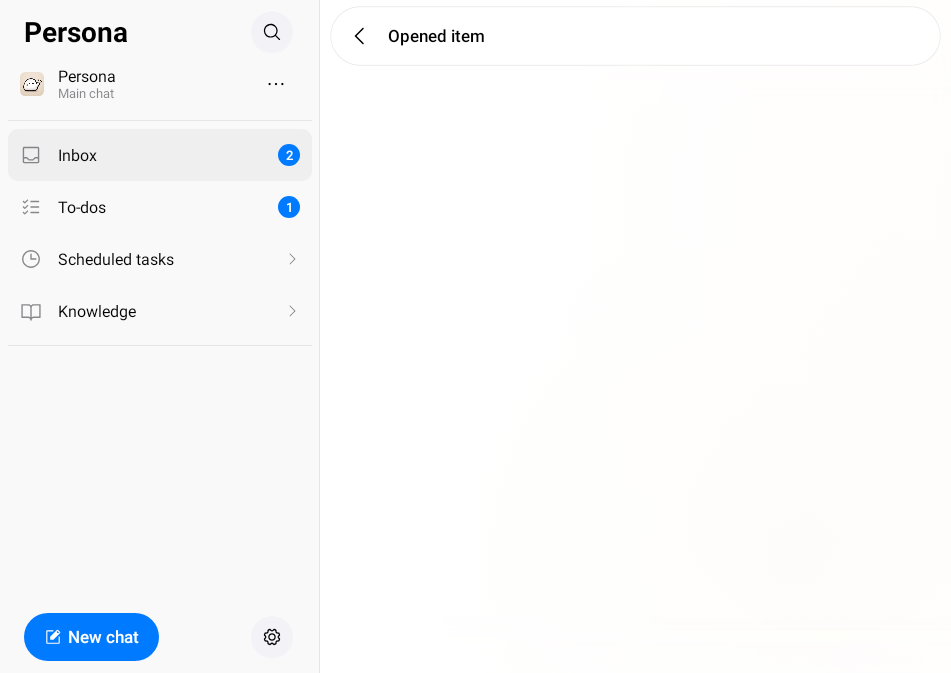 Persona
Persona
Main chat
Inbox
2
To-dos
1
Scheduled tasks
Knowledge
New chat
Opened item